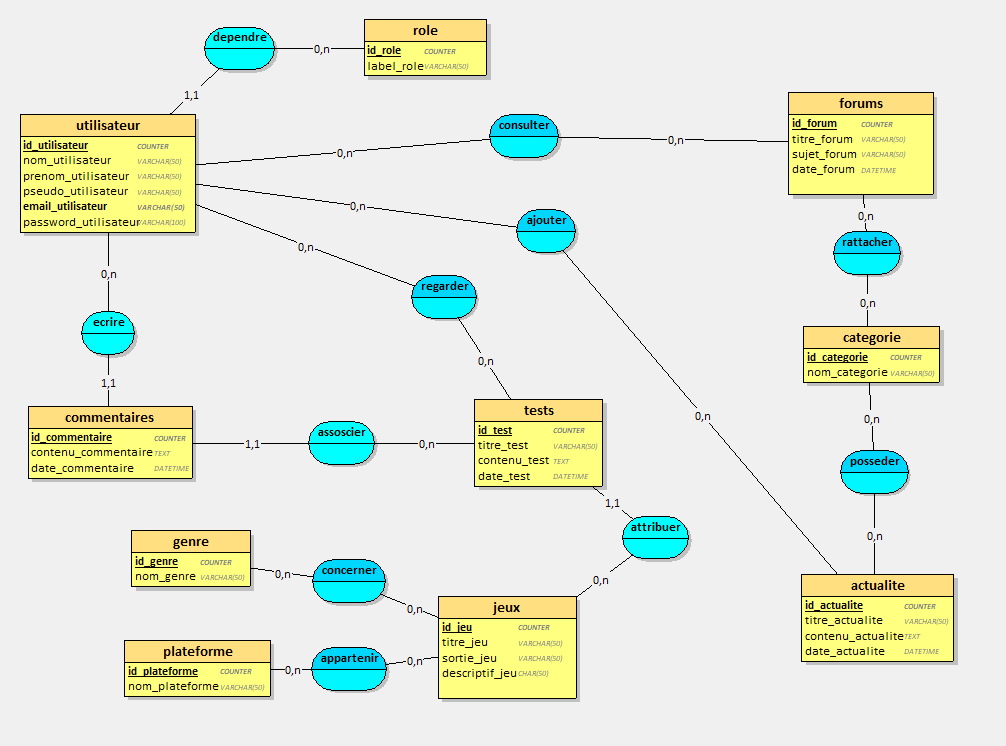 dependre
0,n
1,1
role
id_role COUNTER
label_role VARCHAR(50)
utilisateur
id_utilisateur COUNTER
nom_utilisateur VARCHAR(50)
prenom_utilisateur VARCHAR(50)
pseudo_utilisateur VARCHAR(50)
email_utilisateur VARCHAR(50)
password_utilisateur VARCHAR(100)
0,n
consulter
0,n
forums
id_forum COUNTER
titre_forum VARCHAR(50)
sujet_forum VARCHAR(50)
date_forum DATETIME
0,n
ajouter
0,n
0,n
regarder
0,n
0,n
rattacher
0,n
0,n
ecrire
1,1
categorie
id_categorie COUNTER
nom_categorie VARCHAR(50)
commentaires
id_commentaire COUNTER
contenu_commentaire TEXT
date_commentaire DATETIME
1,1
assoscier
0,n
tests
id_test COUNTER
titre_test VARCHAR(50)
contenu_test TEXT
date_test DATETIME
0,n
0,n
posseder
0,n
1,1
attribuer
0,n
genre
id_genre COUNTER
nom_genre VARCHAR(50)
0,n
concerner
0,n
jeux
id_jeu COUNTER
titre_jeu VARCHAR(50)
sortie_jeu VARCHAR(50)
descriptif_jeu CHAR(50)
plateforme
id_plateforme COUNTER
nom_plateforme VARCHAR(50)
0,n
appartenir
0,n
actualite
id_actualite COUNTER
titre_actualite VARCHAR(50)
contenu_actualite TEXT
date_actualite DATETIME